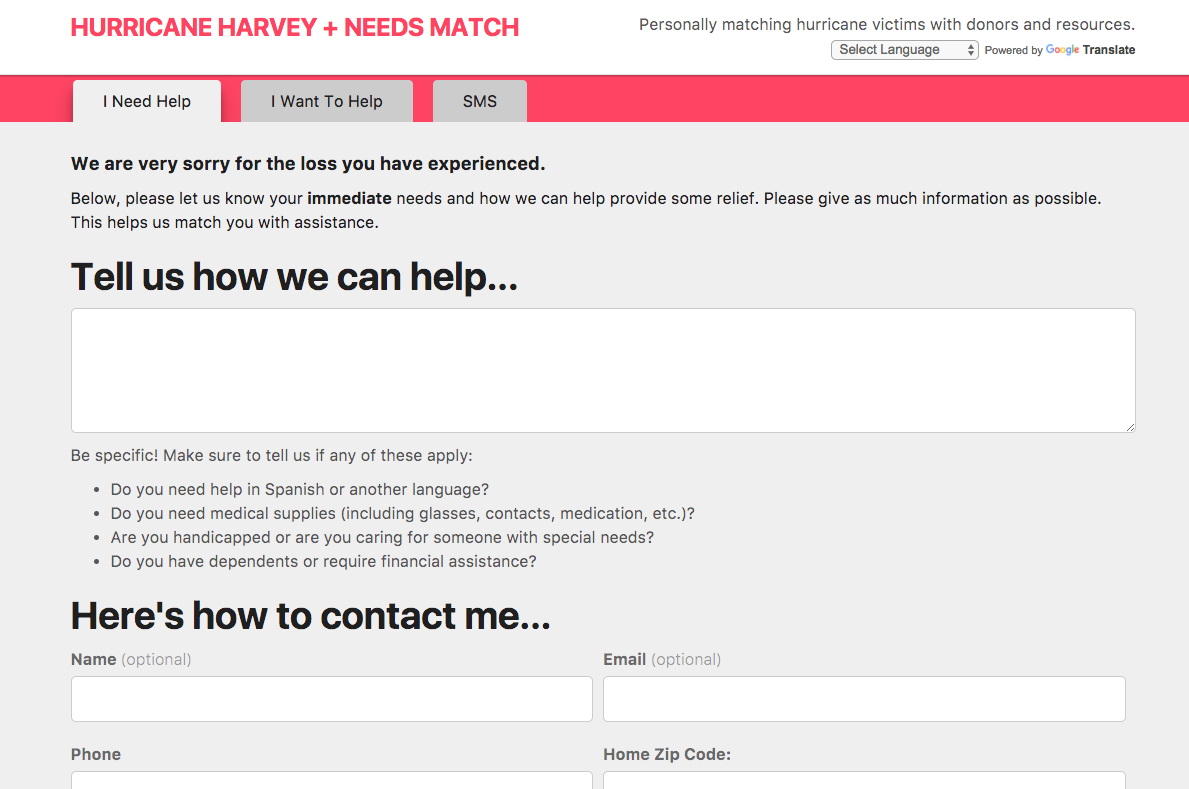 HURRICANE HARVEY + NEEDS MATCH
Personally matching hurricane victims with donors and resources.
Select Language Powered by Google Translate
I Need Help I Want To Help SMS
We are very sorry for the loss you have experienced.
Below, please let us know your immediate needs and how we can help provide some relief. Please give as much information as possible.
This helps us match you with assistance.
Tell us how we can help...
Be specific! Make sure to tell us if any of these apply:
• Do you need help in Spanish or another language?
• Do you need medical supplies (including glasses, contacts, medication, etc.)?
• Are you handicapped or are you caring for someone with special needs?
• Do you have dependents or require financial assistance?
Here's how to contact me...
Name (optional) Email (optional)
Phone Home Zip Code: